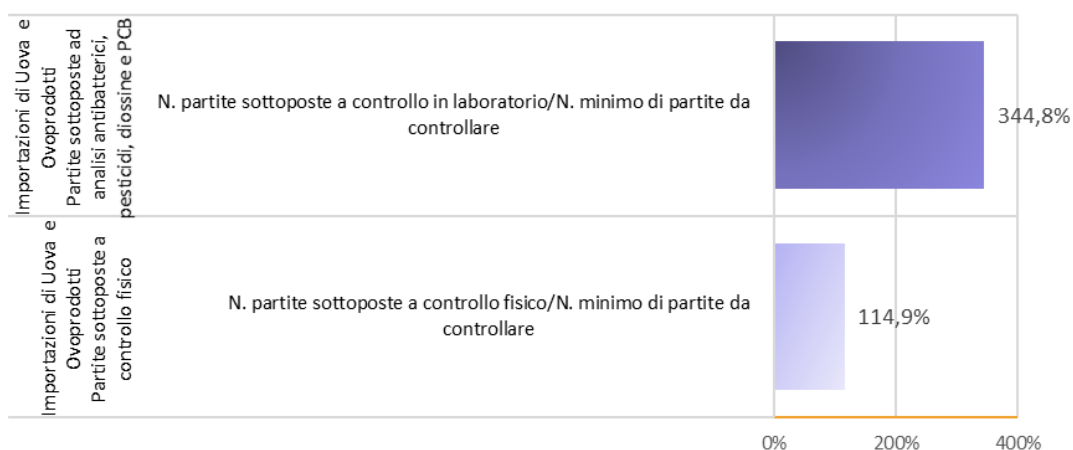 Importazioni di Uova e
Ovoprodotti
Partite sottoposte ad
analisi antibatterici,
pesticidi, diossine e PCB
N. partite sottoposte a controllo in laboratorio/N. minimo di partite da
controllare
344,8%
Importazioni di Uova e
Ovoprodotti
Partite sottoposte a
controllo fisico
N. partite sottoposte a controllo fisico/N. minimo di partite da
controllare
114,9%
0% 200% 400%